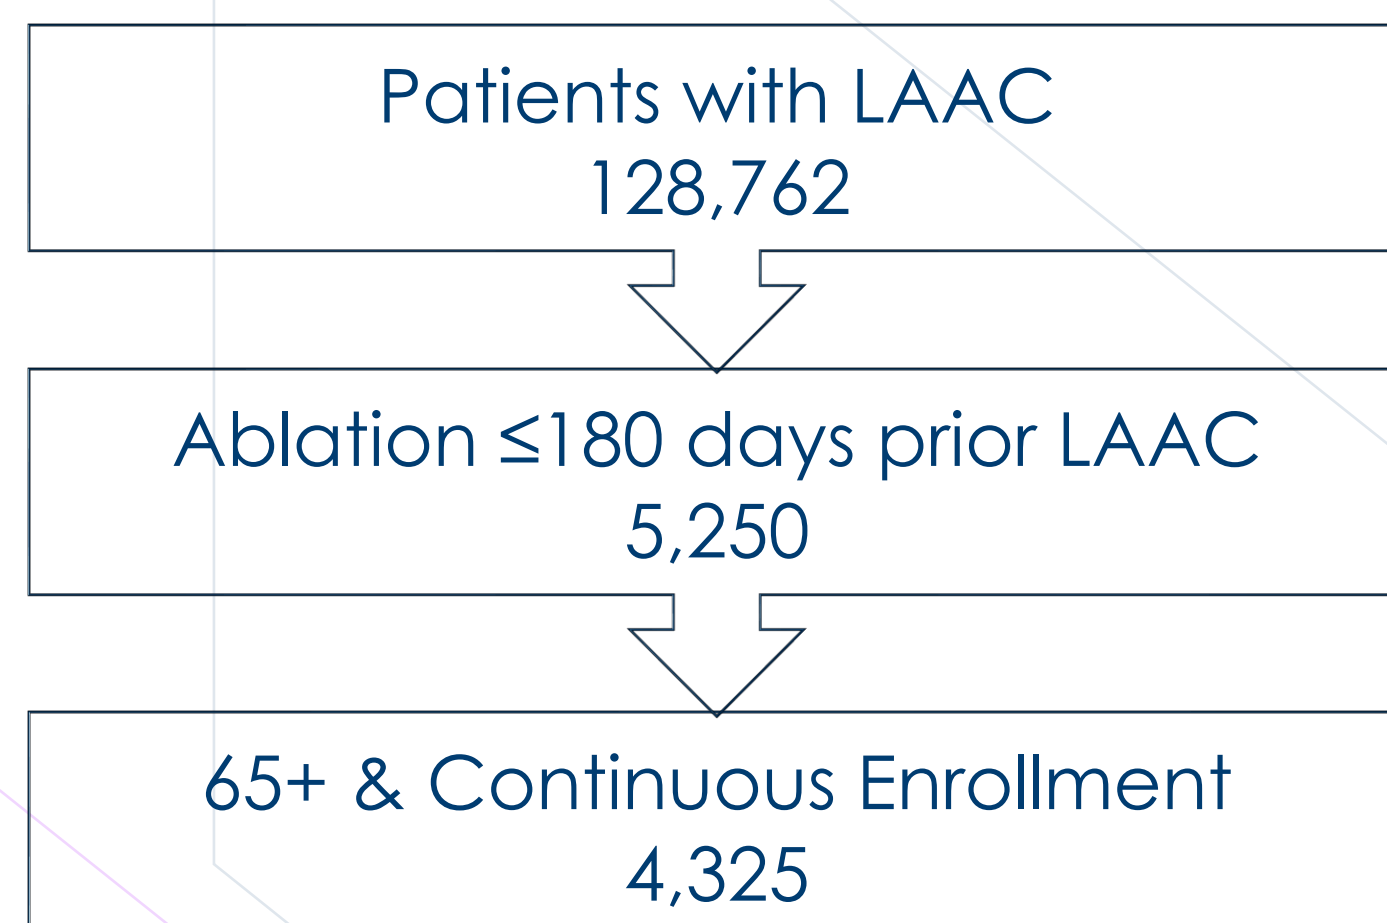 Patients with LAAC
128,762
Ablation ≤180 days prior LAAC
5,250
65+ & Continuous Enrollment
4,325